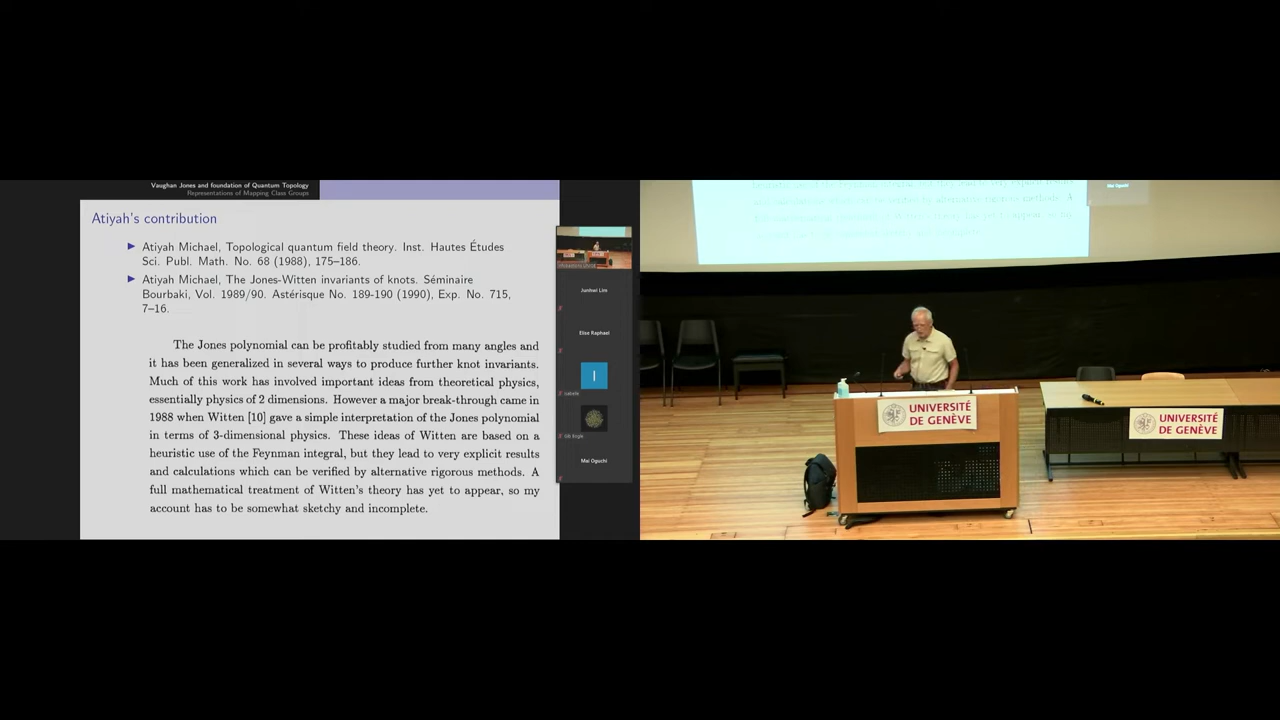 Vaughan Jones and foundation of Quantum Topology
Representations of Mapping Class Groups
Atiyah's contribution
Atiyah Michael, Topological quantum field theory. Inst. Hautes Études
Sci. Publ. Math. No. 68 (1988), 175–186.
Atiyah Michael, The Jones-Witten invariants of knots. Séminaire
Bourbaki, Vol. 1989/90. Astérisque No. 189-190 (1990), Exp. No. 715,
7–16.
The Jones polynomial can be profitably studied from many angles and
it has been generalized in several ways to produce further knot invariants.
Much of this work has involved important ideas from theoretical physics,
essentially physics of 2 dimensions. However a major break-through came in
1988 when Witten [10] gave a simple interpretation of the Jones polynomial
in terms of 3-dimensional physics. These ideas of Witten are based on a
heuristic use of the Feynman integral, but they lead to very explicit results
and calculations which can be verified by alternative rigorous methods. A
full mathematical treatment of Witten's theory has yet to appear, so my
account has to be somewhat sketchy and incomplete.
Junhwi Lim
Elise Raphael
I
Isabella
Mai Oguchi
Mai Oguchi
UNIVERSITÉ
DE GENÈVE
UNIVERSITÉ
DE GENÈVE